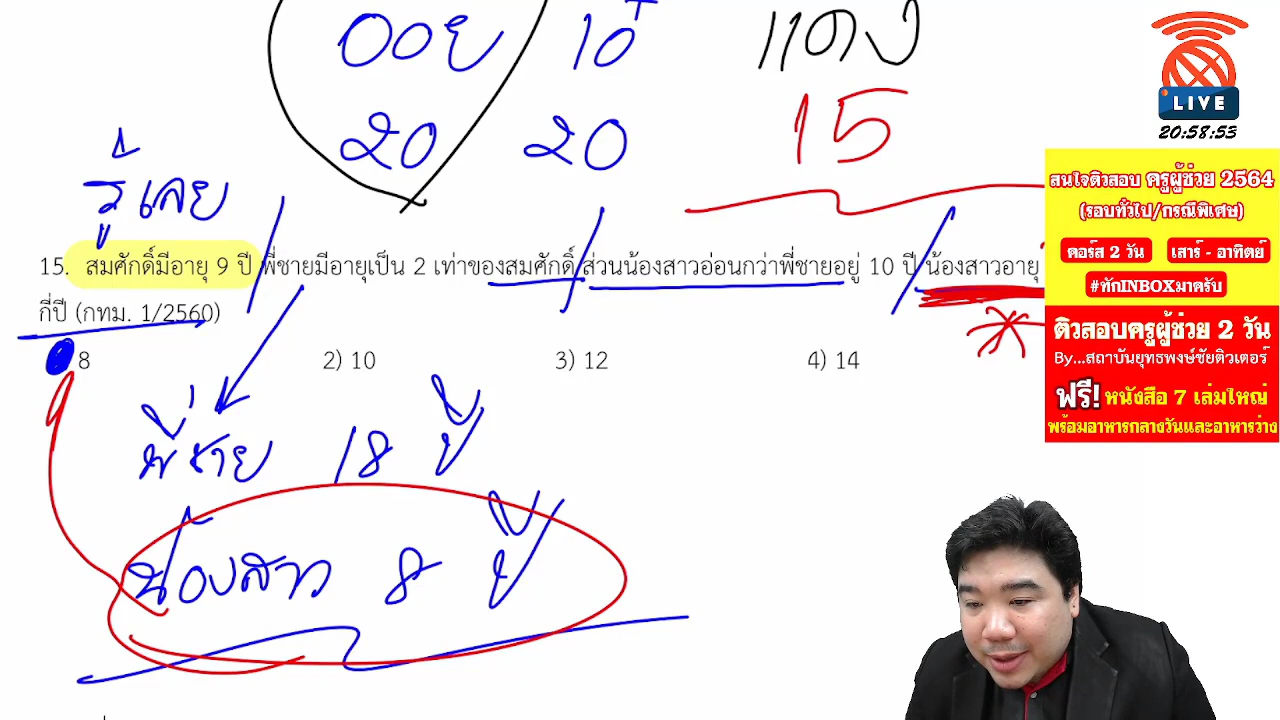 ออย 10 แดง
20 20 15
รู้เลย
15. สมศักดิ์มีอายุ 9 ปี พี่ชายมีอายุเป็น 2 เท่าของสมศักดิ์ ส่วนน้องสาวอ่อนกว่าพี่ชายอยู่ 10 ปี น้องสาวอายุ
กี่ปี (กทม. 1/2560)
8 2) 10 3) 12 4) 14
พี่ชาย 18 ปี
น้องสาว 8 ปี
LIVE
20:58:53
สนใจติวสอบ ครูผู้ช่วย 2564
(รอบทั่วไป/กรณีพิเศษ)
คอร์ส 2 วัน เสาร์ - อาทิตย์
#ทักINBOXมาครับ
ติวสอบครูผู้ช่วย 2 วัน
By...สถาบันยุทธพงษ์ชัยติวเตอร์
ฟรี! หนังสือ 7 เล่มใหญ่
พร้อมอาหารกลางวันและอาหารว่าง